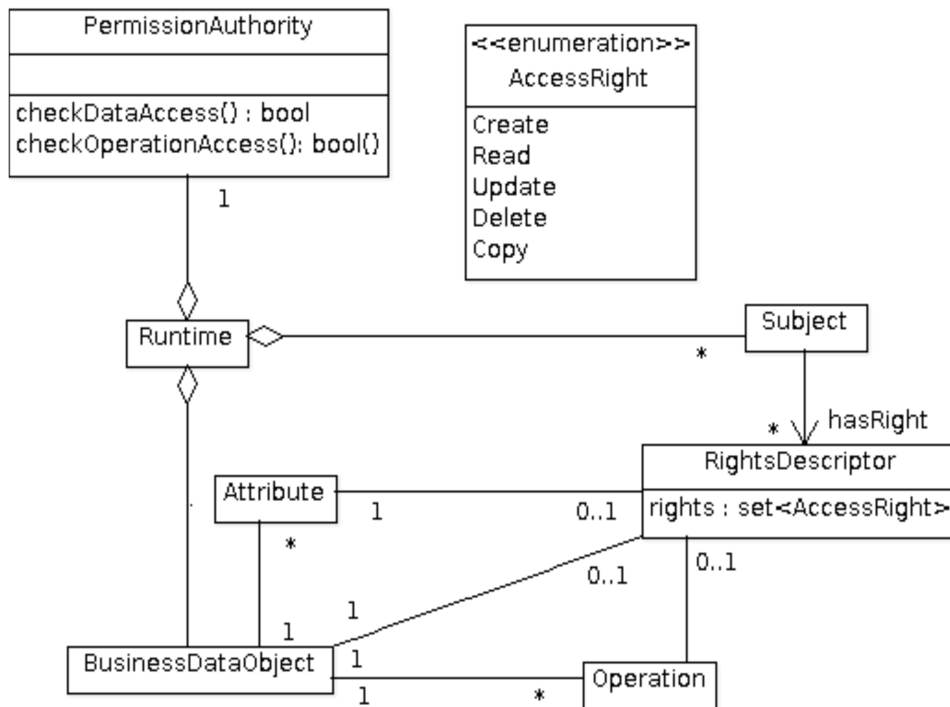 PermissionAuthority
checkDataAccess() : bool
checkOperationAccess(): bool()
<<enumeration>>
AccessRight
Create
Read
Update
Delete
Copy
1
Runtime
Subject
*
hasRight
*
RightsDescriptor
rights : set<AccessRight>
Attribute
1
0..1
*
0..1
0..1
1
1
BusinessDataObject
1
1
*
Operation